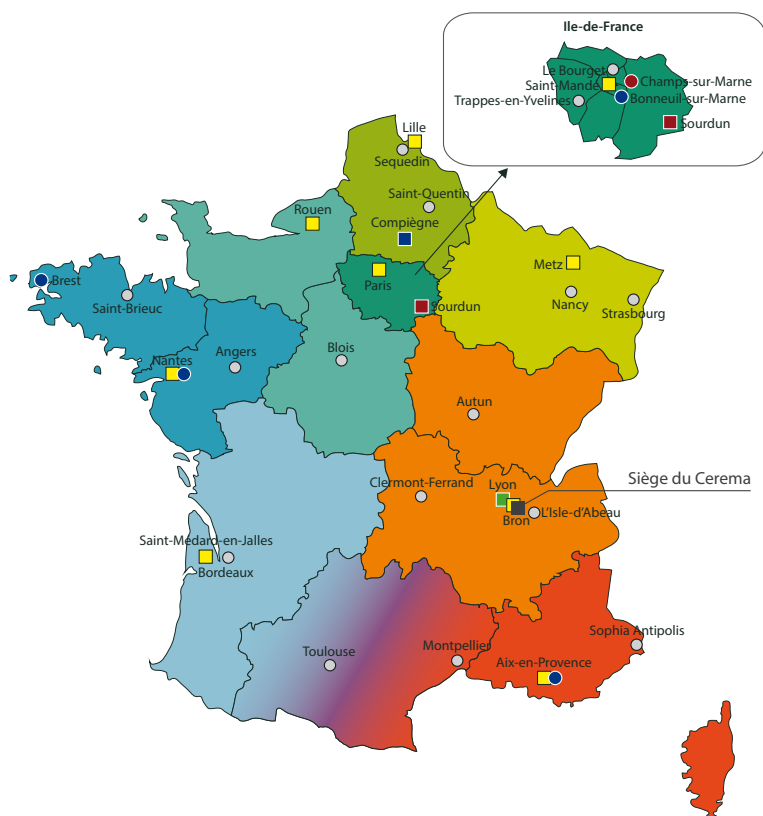 Ile-de-France
Le Bourget
Saint-Mandé
Champs-sur-Marne
Trappes-en-Yvelines
Bonneuil-sur-Marne
Sourdun
Lille
Sequedin
Saint-Quentin
Rouen
Compiègne
Metz
Paris
Brest
Saint-Brieuc
Sourdun
Nancy
Strasbourg
Nantes
Angers
Blois
Autun
Clermont-Ferrand
Lyon
Siège du Cerema
Bron
L'Isle-d'Abeau
Saint-Médard-en-Jalles
Bordeaux
Sophia Antipolis
Toulouse
Montpellier
Aix-en-Provence